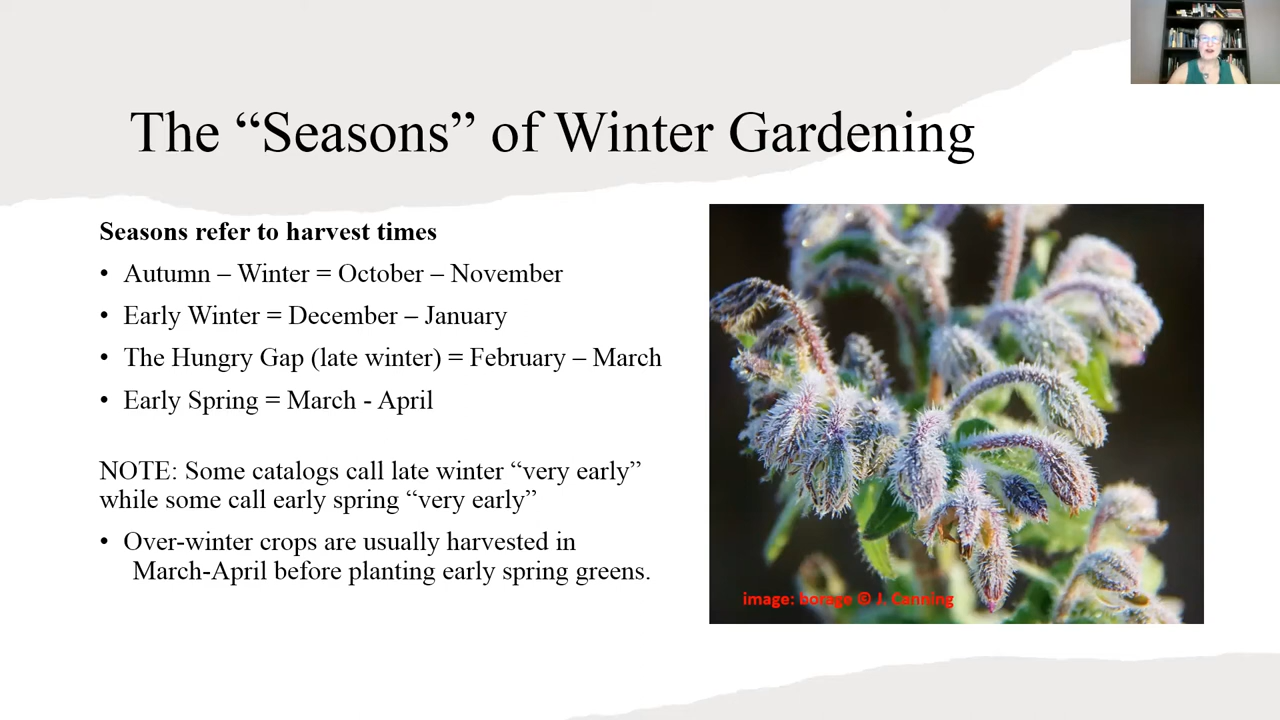 The “Seasons” of Winter Gardening
Seasons refer to harvest times
• Autumn – Winter = October – November
• Early Winter = December – January
• The Hungry Gap (late winter) = February – March
• Early Spring = March - April
NOTE: Some catalogs call late winter “very early”
while some call early spring “very early”
• Over-winter crops are usually harvested in
March-April before planting early spring greens.
image: borage © J. Canning